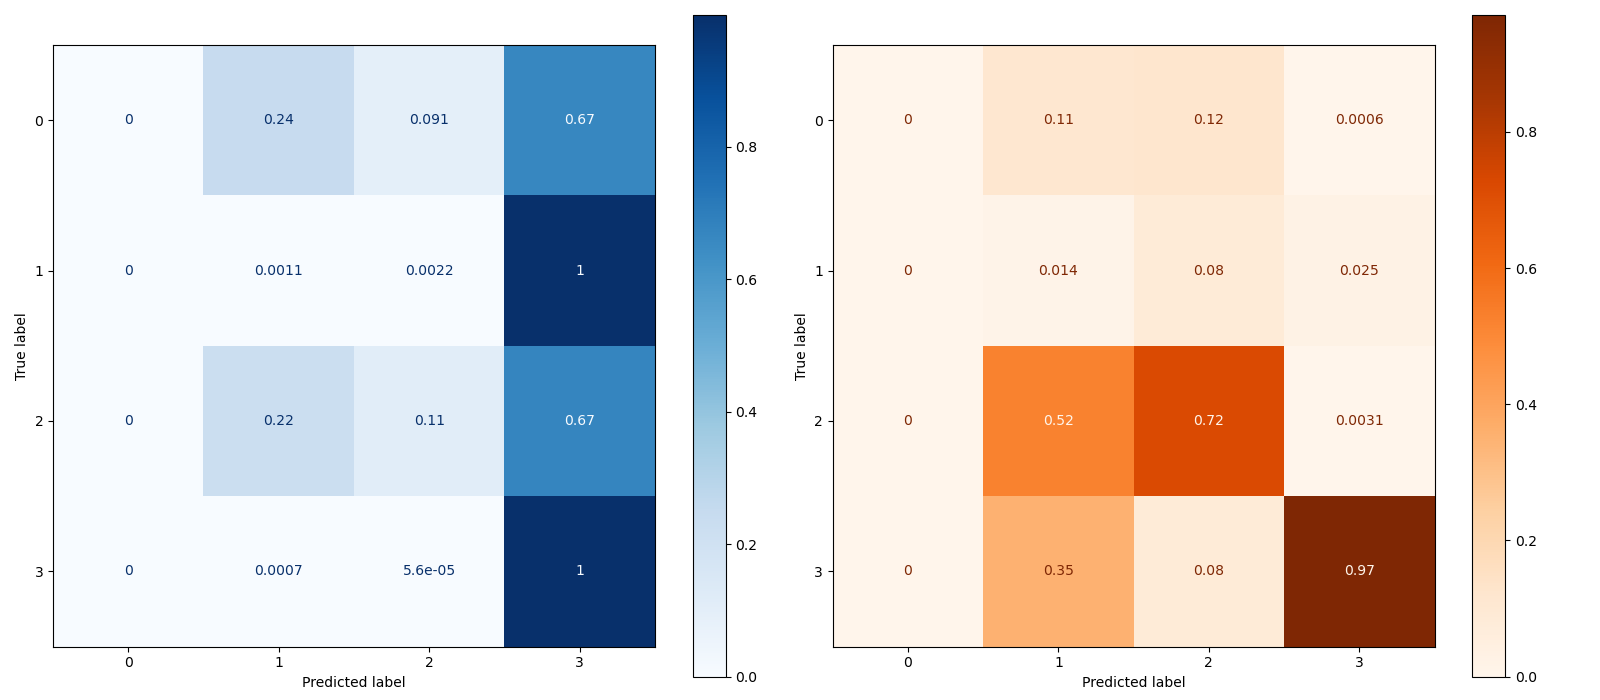 0 0 0.24 0.091 0.67
1 0 0.0011 0.0022 1
2 0 0.22 0.11 0.67
3 0 0.0007 5.6e-05 1
0 1 2 3
Predicted label
True label
0.8
0.6
0.4
0.2
0.0
0 0 0.11 0.12 0.0006
1 0 0.014 0.08 0.025
2 0 0.52 0.72 0.0031
3 0 0.35 0.08 0.97
0 1 2 3
Predicted label
True label
0.8
0.6
0.4
0.2
0.0